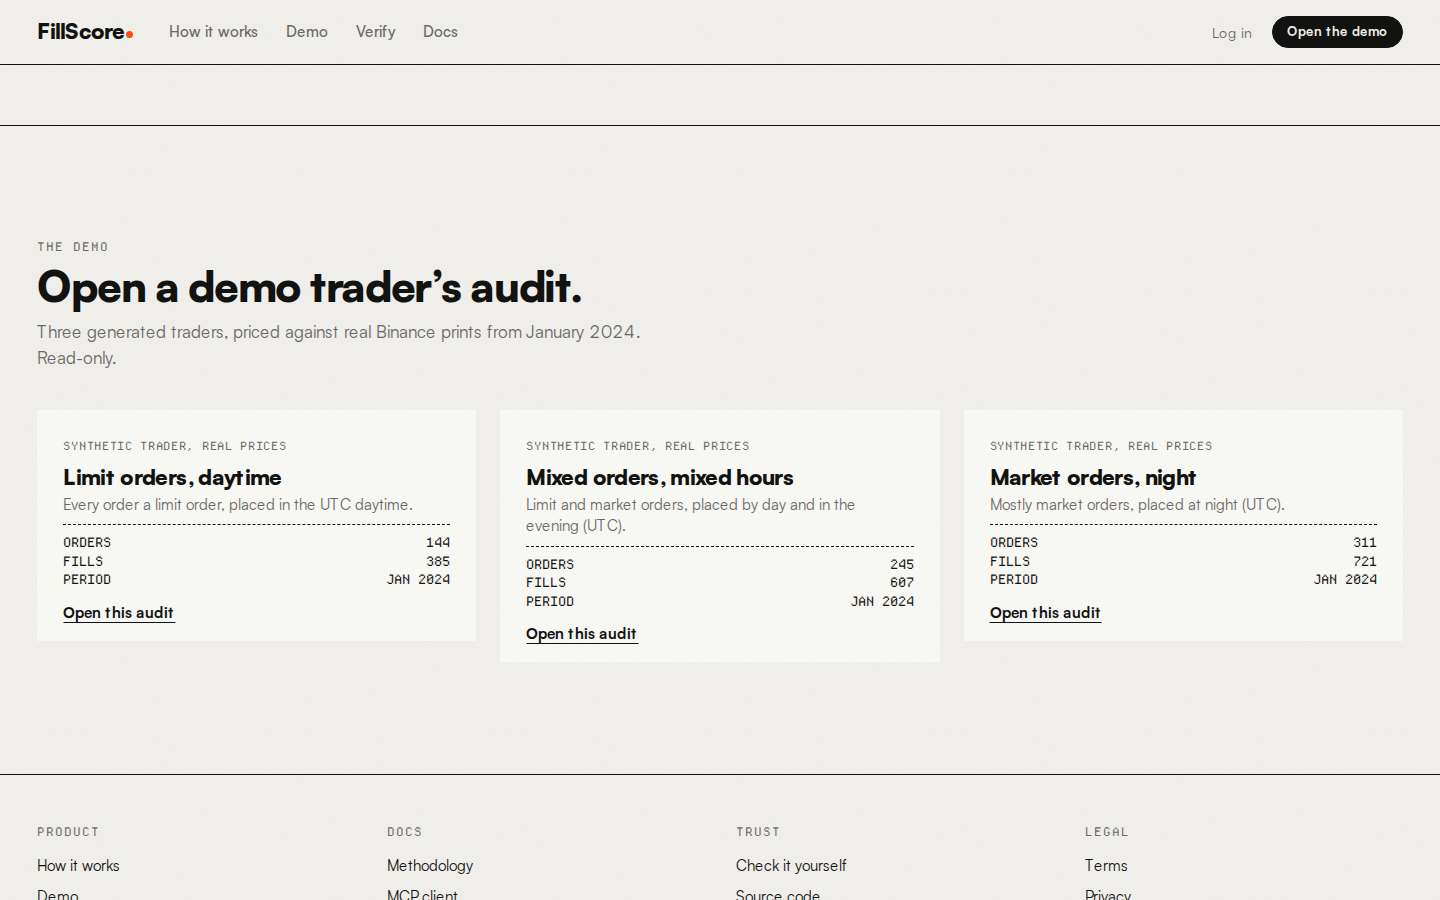 FillScore
How it works
Demo
Verify
Docs
Log in
Open the demo
THE DEMO
Open a demo trader’s audit.
Three generated traders, priced against real Binance prints from January 2024.
Read-only.
SYNTHETIC TRADER, REAL PRICES
Limit orders, daytime
Every order a limit order, placed in the UTC daytime.
ORDERS 144
FILLS 385
PERIOD JAN 2024
Open this audit
SYNTHETIC TRADER, REAL PRICES
Mixed orders, mixed hours
Limit and market orders, placed by day and in the
evening (UTC).
ORDERS 245
FILLS 607
PERIOD JAN 2024
Open this audit
SYNTHETIC TRADER, REAL PRICES
Market orders, night
Mostly market orders, placed at night (UTC).
ORDERS 311
FILLS 721
PERIOD JAN 2024
Open this audit
PRODUCT
How it works
Demo
DOCS
Methodology
MCP client
TRUST
Check it yourself
Source code
LEGAL
Terms
Privacy